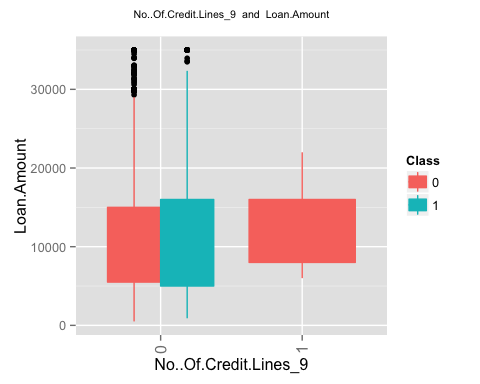 No..Of.Credit.Lines_9 and Loan.Amount
30000
20000
10000
0
Loan.Amount
0
1
No..Of.Credit.Lines_9
Class
0
1